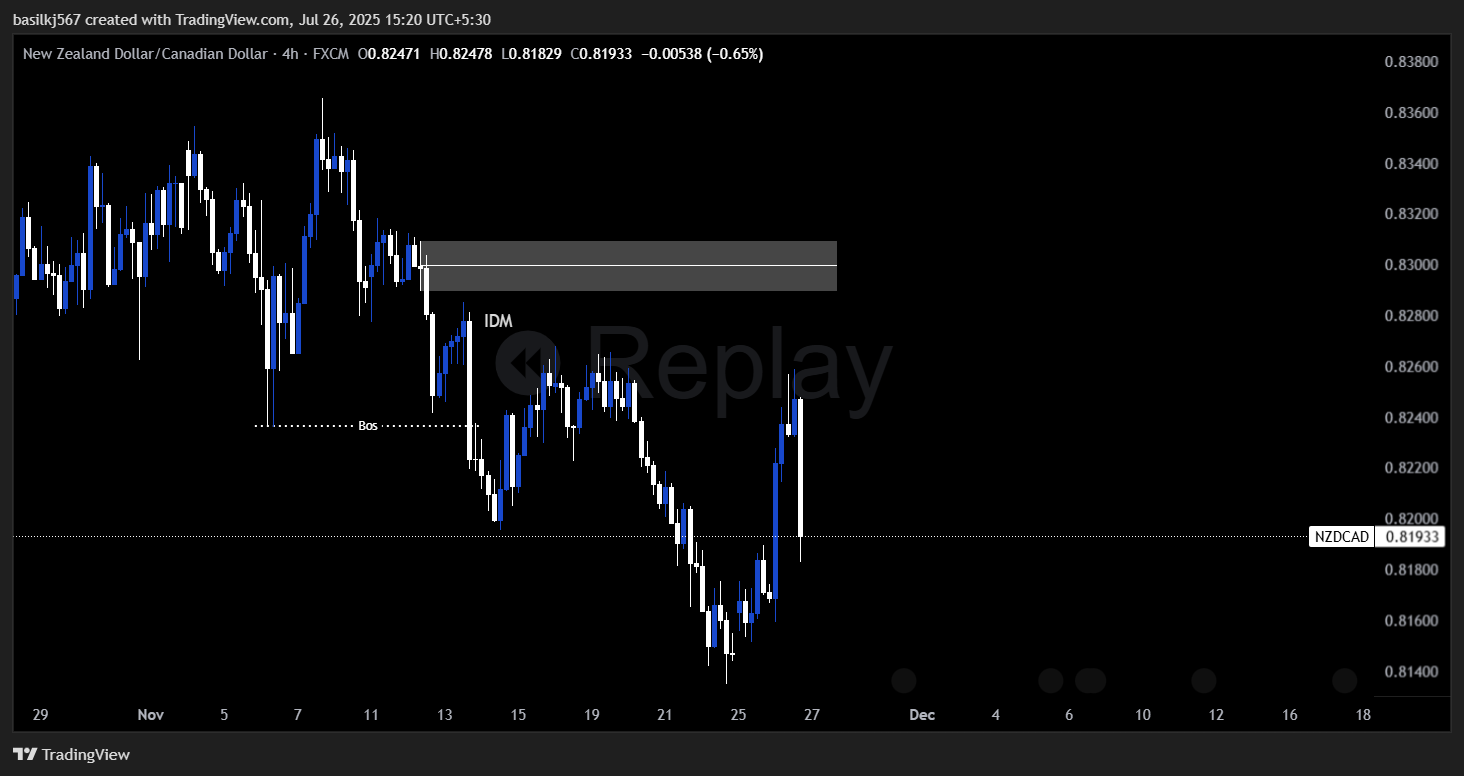 basilkj567 created with TradingView.com, Jul 26, 2025 15:20 UTC+5:30
New Zealand Dollar/Canadian Dollar · 4h · FXCM O0.82471 H0.82478 L0.81829 C0.81933 −0.00538 (−0.65%)
0.83800
0.83600
0.83400
0.83200
0.83000
0.82800
IDM
Replay
0.82600
0.82400
Bos
0.82200
0.82000
NZDCAD 0.81933
0.81800
0.81600
0.81400
29 Nov 5 7 11 13 15 19 21 25 27 Dec 4 6 10 12 16 18
TradingView